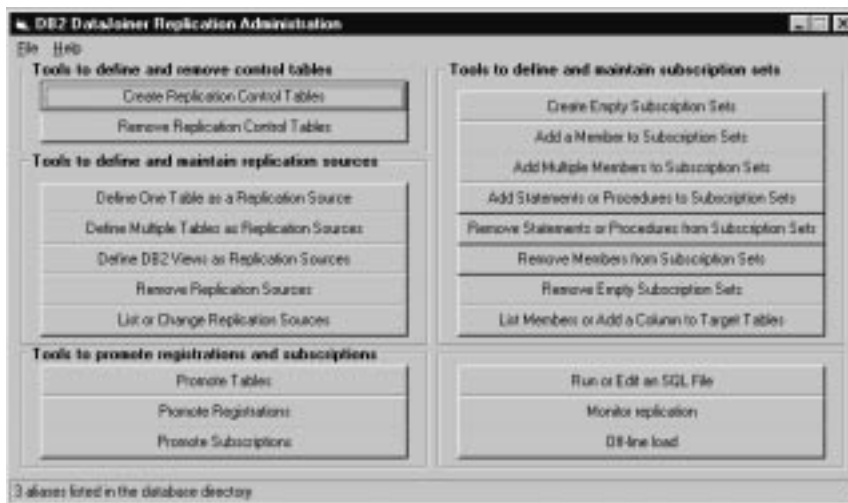 DB2 DataJoiner Replication Administration
File Help
Tools to define and remove control tables
Create Replication Control Tables
Remove Replication Control Tables
Tools to define and maintain replication sources
Define One Table as a Replication Source
Define Multiple Tables as Replication Sources
Define DB2 Views as Replication Sources
Remove Replication Sources
List or Change Replication Sources
Tools to promote registrations and subscriptions
Promote Tables
Promote Registrations
Promote Subscriptions
Tools to define and maintain subscription sets
Create Empty Subscription Sets
Add a Member to Subscription Sets
Add Multiple Members to Subscription Sets
Add Statements or Procedures to Subscription Sets
Remove Statements or Procedures from Subscription Sets
Remove Members from Subscription Sets
Remove Empty Subscription Sets
List Members or Add a Column to Target Tables
Run or Edit an SQL File
Monitor replication
Off-line load
3 aliases listed in the database directory